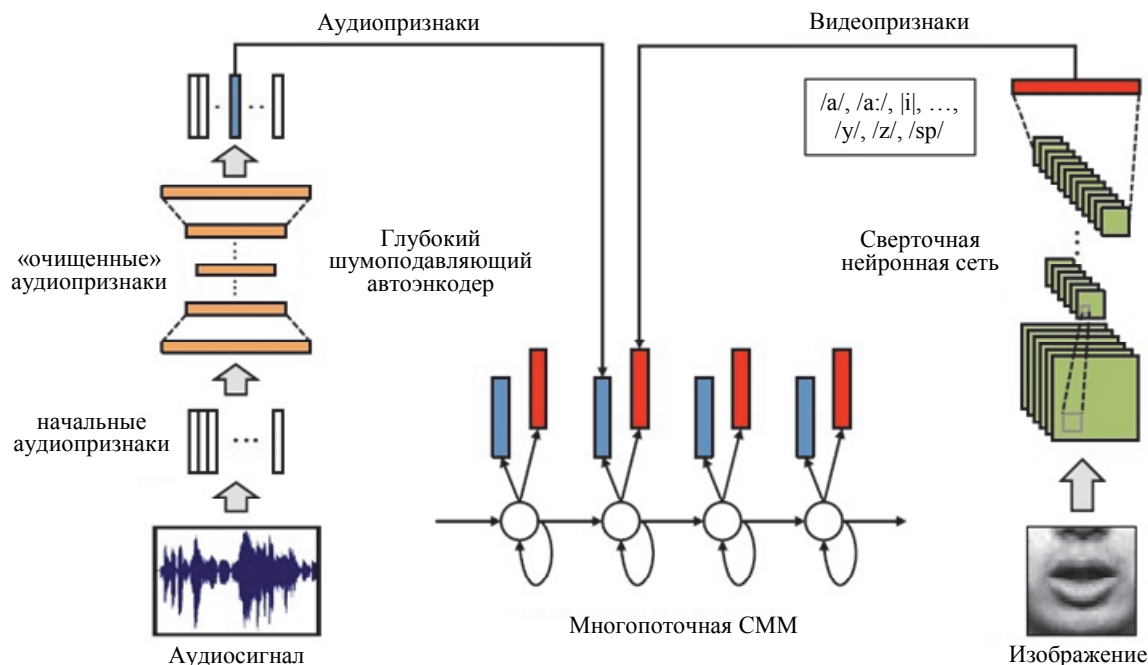 Аудиопризнаки
Видеопризнаки
/a/, /a:/, |i|, …,
/y/, /z/, /sp/
«очищенные»
аудиопризнаки
Глубокий
шумоподавляющий
автоэнкодер
Сверточная
нейронная сеть
начальные
аудиопризнаки
Многопоточная СММ
Аудиосигнал
Изображение